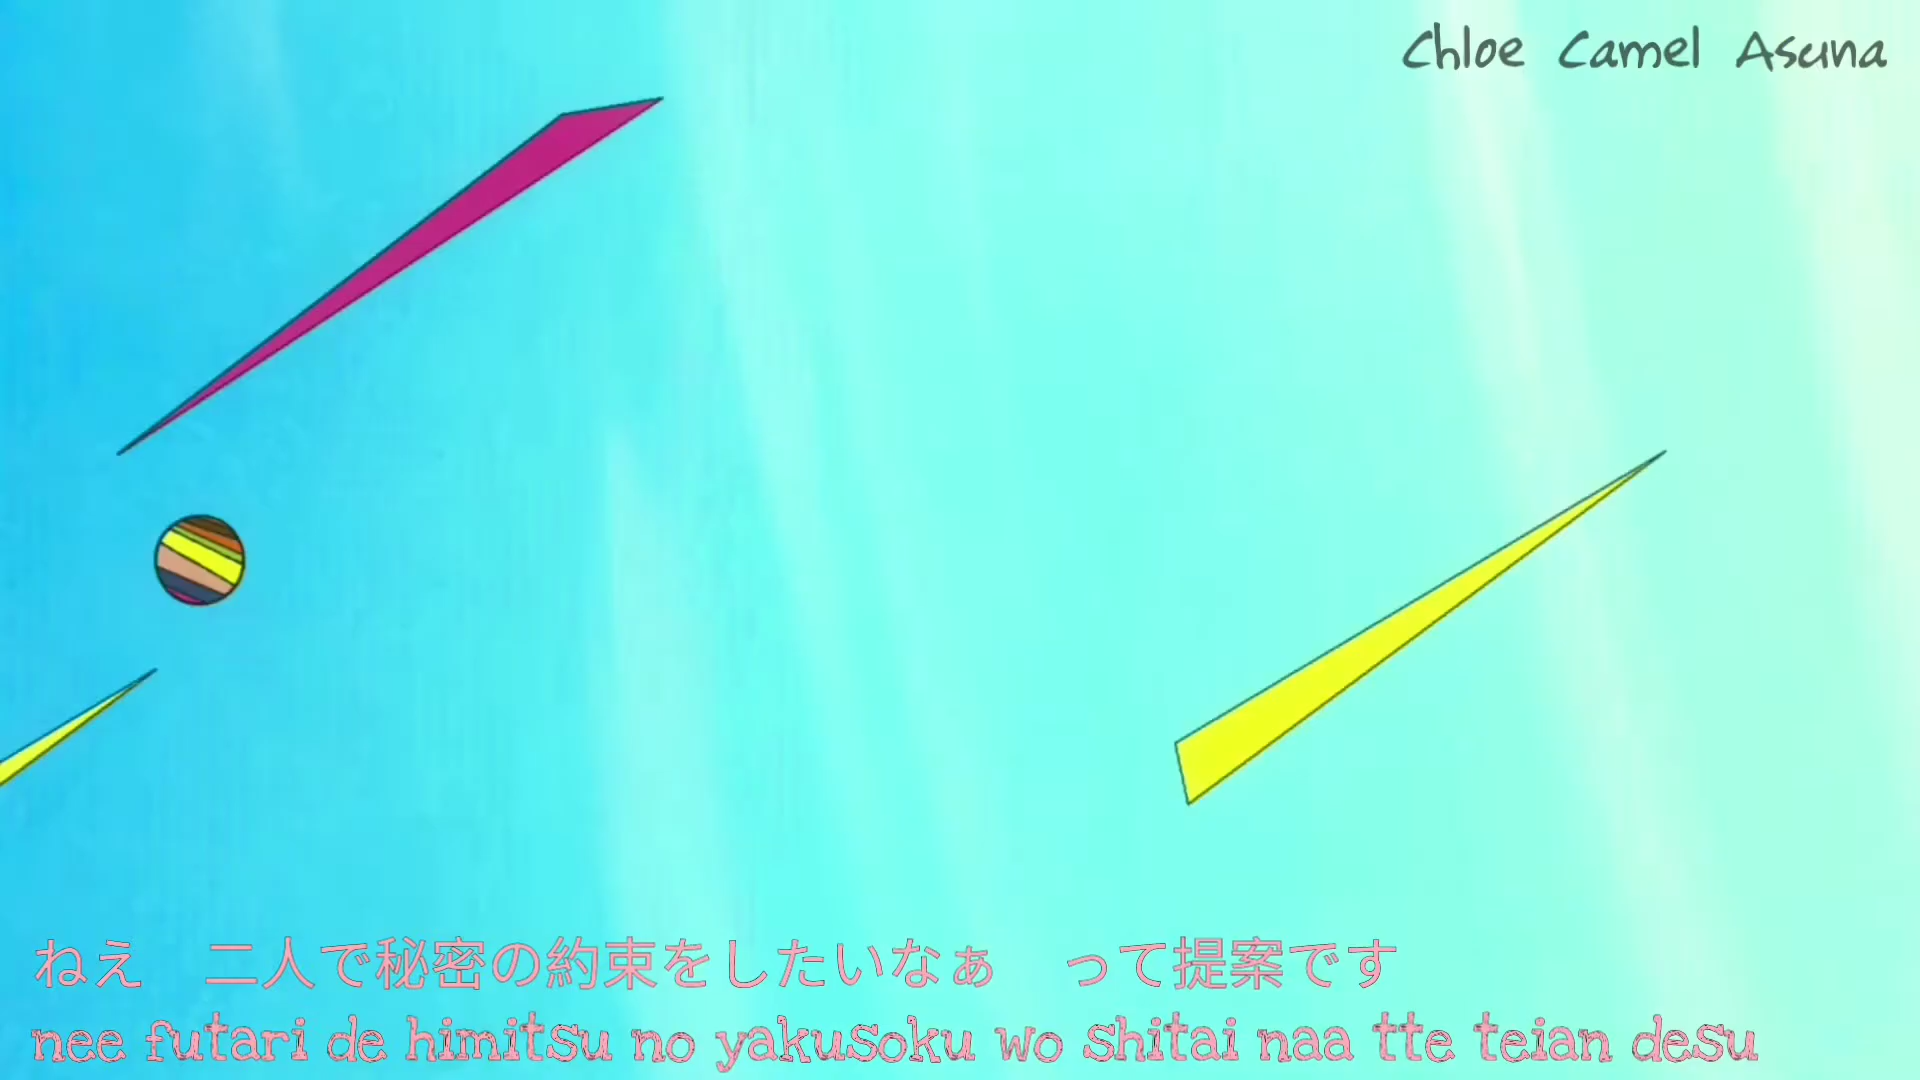 Chloe Camel Asuna
ねえ　二人で秘密の約束をしたいなぁ　って提案です
nee futari de himitsu no yakusoku wo shitai naa tte teian desu